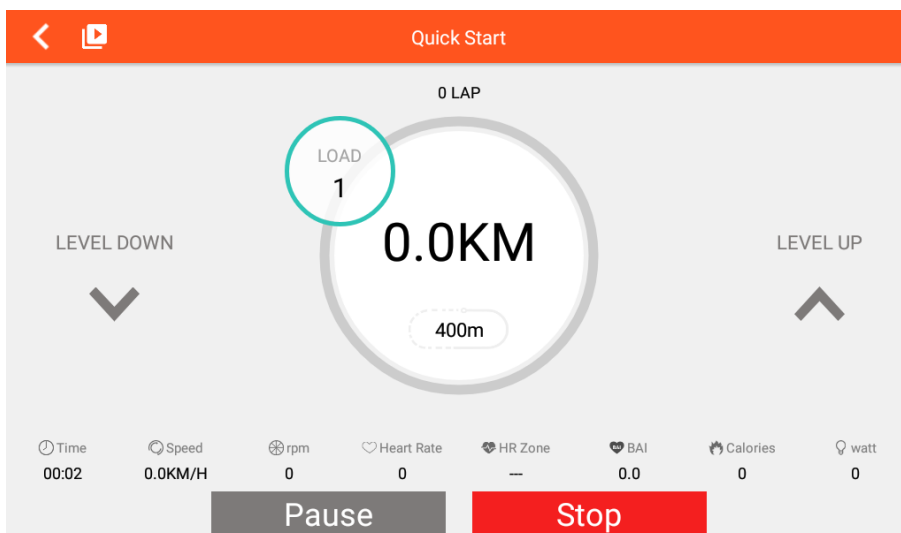 Quick Start
0 LAP
LOAD
1
LEVEL DOWN
0.0KM
LEVEL UP
400m
Time Speed rpm Heart Rate HR Zone BAI Calories watt
00:02 0.0KM/H 0 0 --- 0.0 0 0
Pause Stop